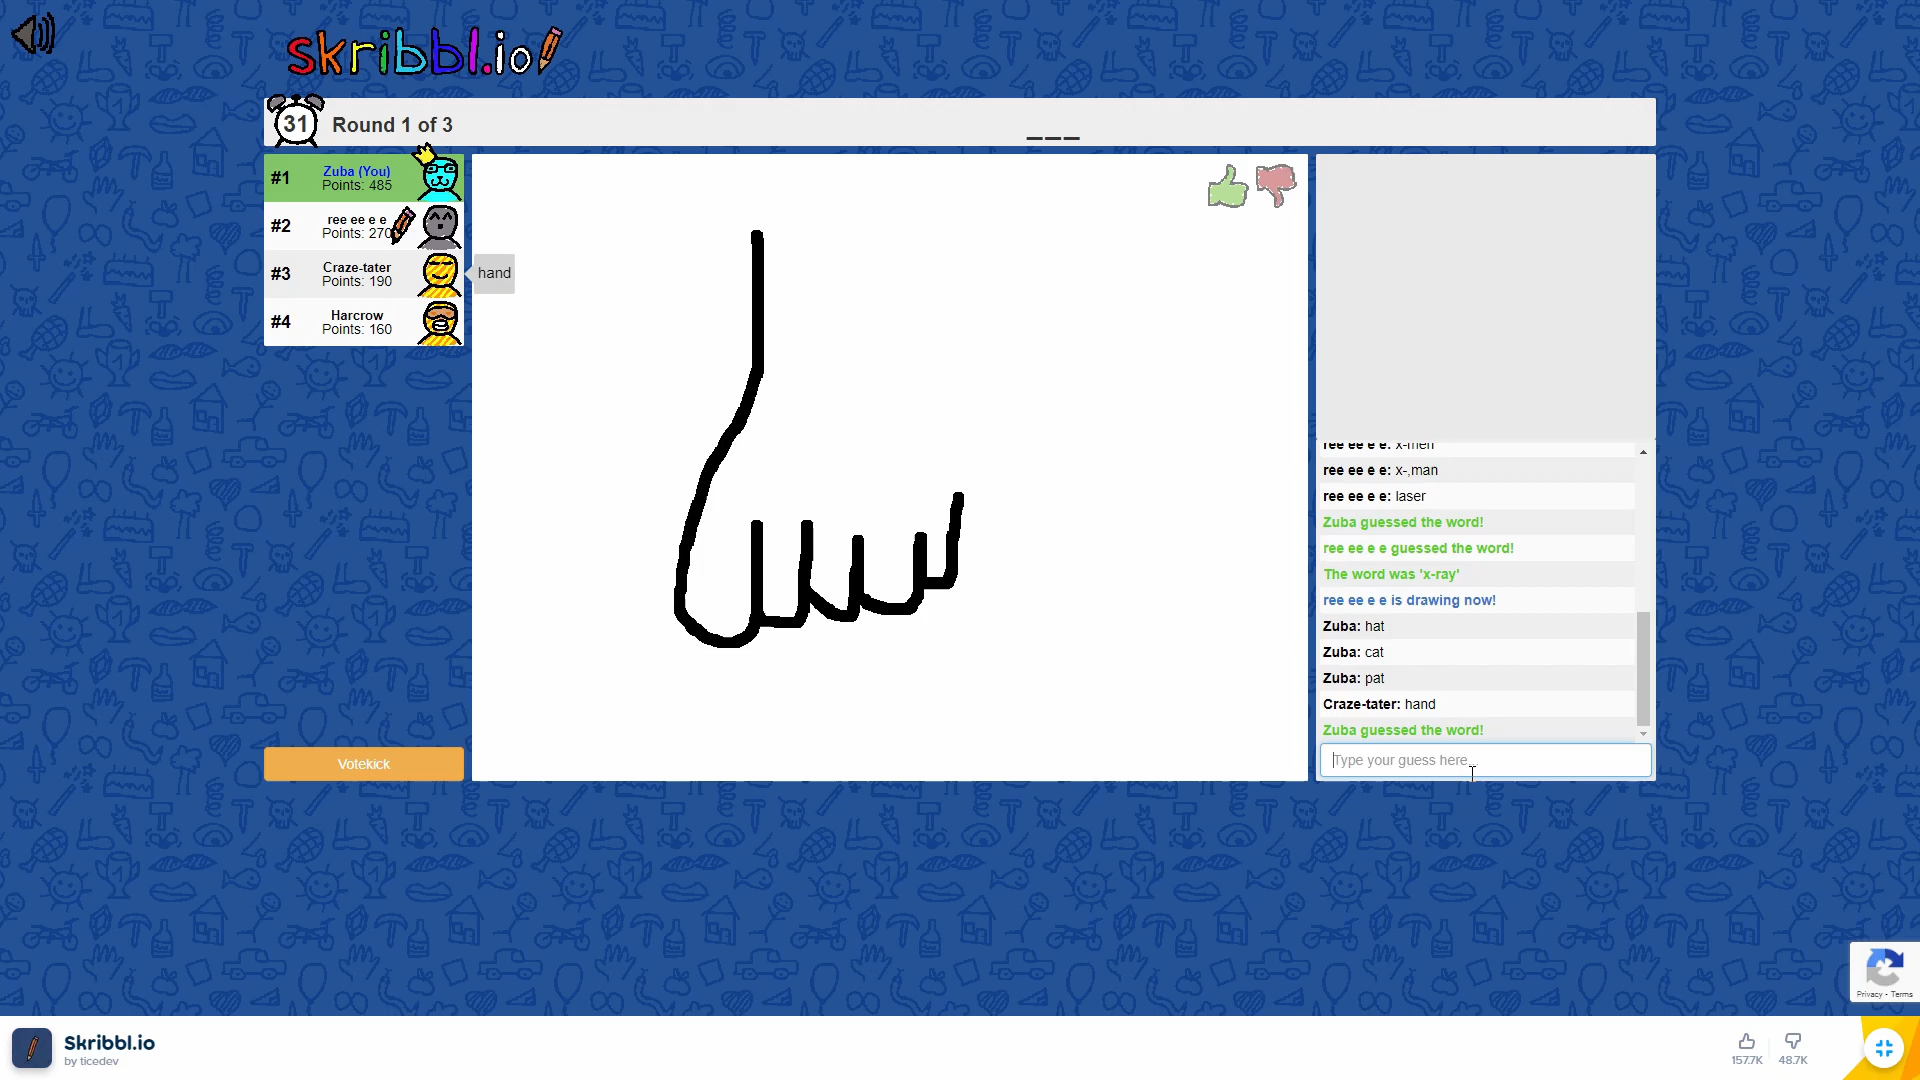 skribbl.io
31
Round 1 of 3
_ _ _
#1
Zuba (You)
Points: 485
#2
ree ee e e
Points: 270
#3
Craze-tater
Points: 190
hand
#4
Harcrow
Points: 160
Votekick
ree ee e e: x-men
ree ee e e: x-,man
ree ee e e: laser
Zuba guessed the word!
ree ee e e guessed the word!
The word was 'x-ray'
ree ee e e is drawing now!
Zuba: hat
Zuba: cat
Zuba: pat
Craze-tater: hand
Zuba guessed the word!
Type your guess here...
Privacy - Terms
Skribbl.io
by ticedev
157.7K
48.7K